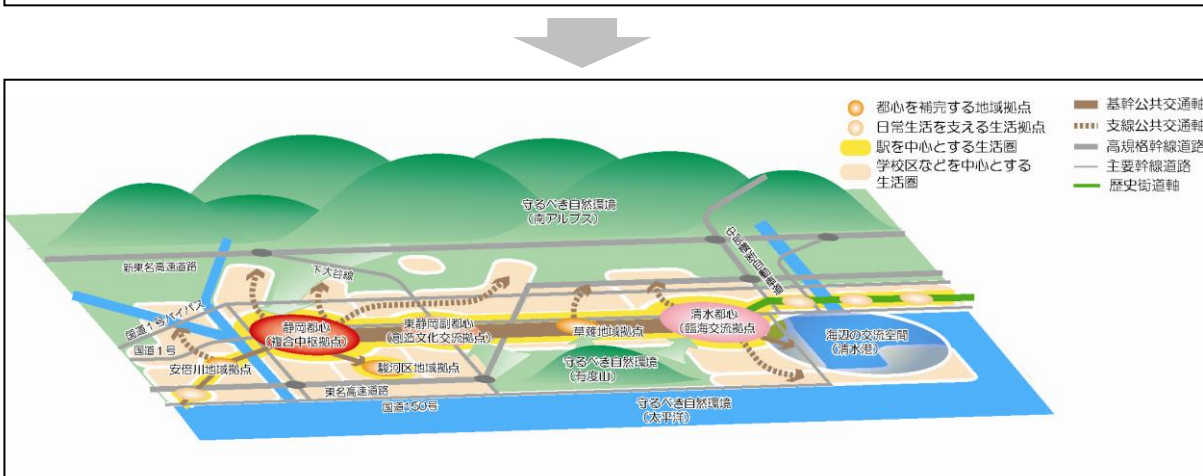 都心を補完する地域拠点
日常生活を支える生活拠点
駅を中心とする生活圏
学校区などを中心とする
生活圏
基幹公共交通軸
支線公共交通軸
高規格幹線道路
主要幹線道路
歴史街道軸
守るべき自然環境
(南アルプス)
新東名高速道路
下大谷線
中部横断自動車道
国道1号バイパス
国道1号
静岡都心
(複合中枢拠点)
東静岡副都心
(創造文化交流拠点)
草薙地域拠点
清水都心
(臨海交流拠点)
海辺の交流空間
(清水港)
安倍川地域拠点
駿河区地域拠点
守るべき自然環境
(有度山)
東名高速道路
国道150号
守るべき自然環境
(太平洋)